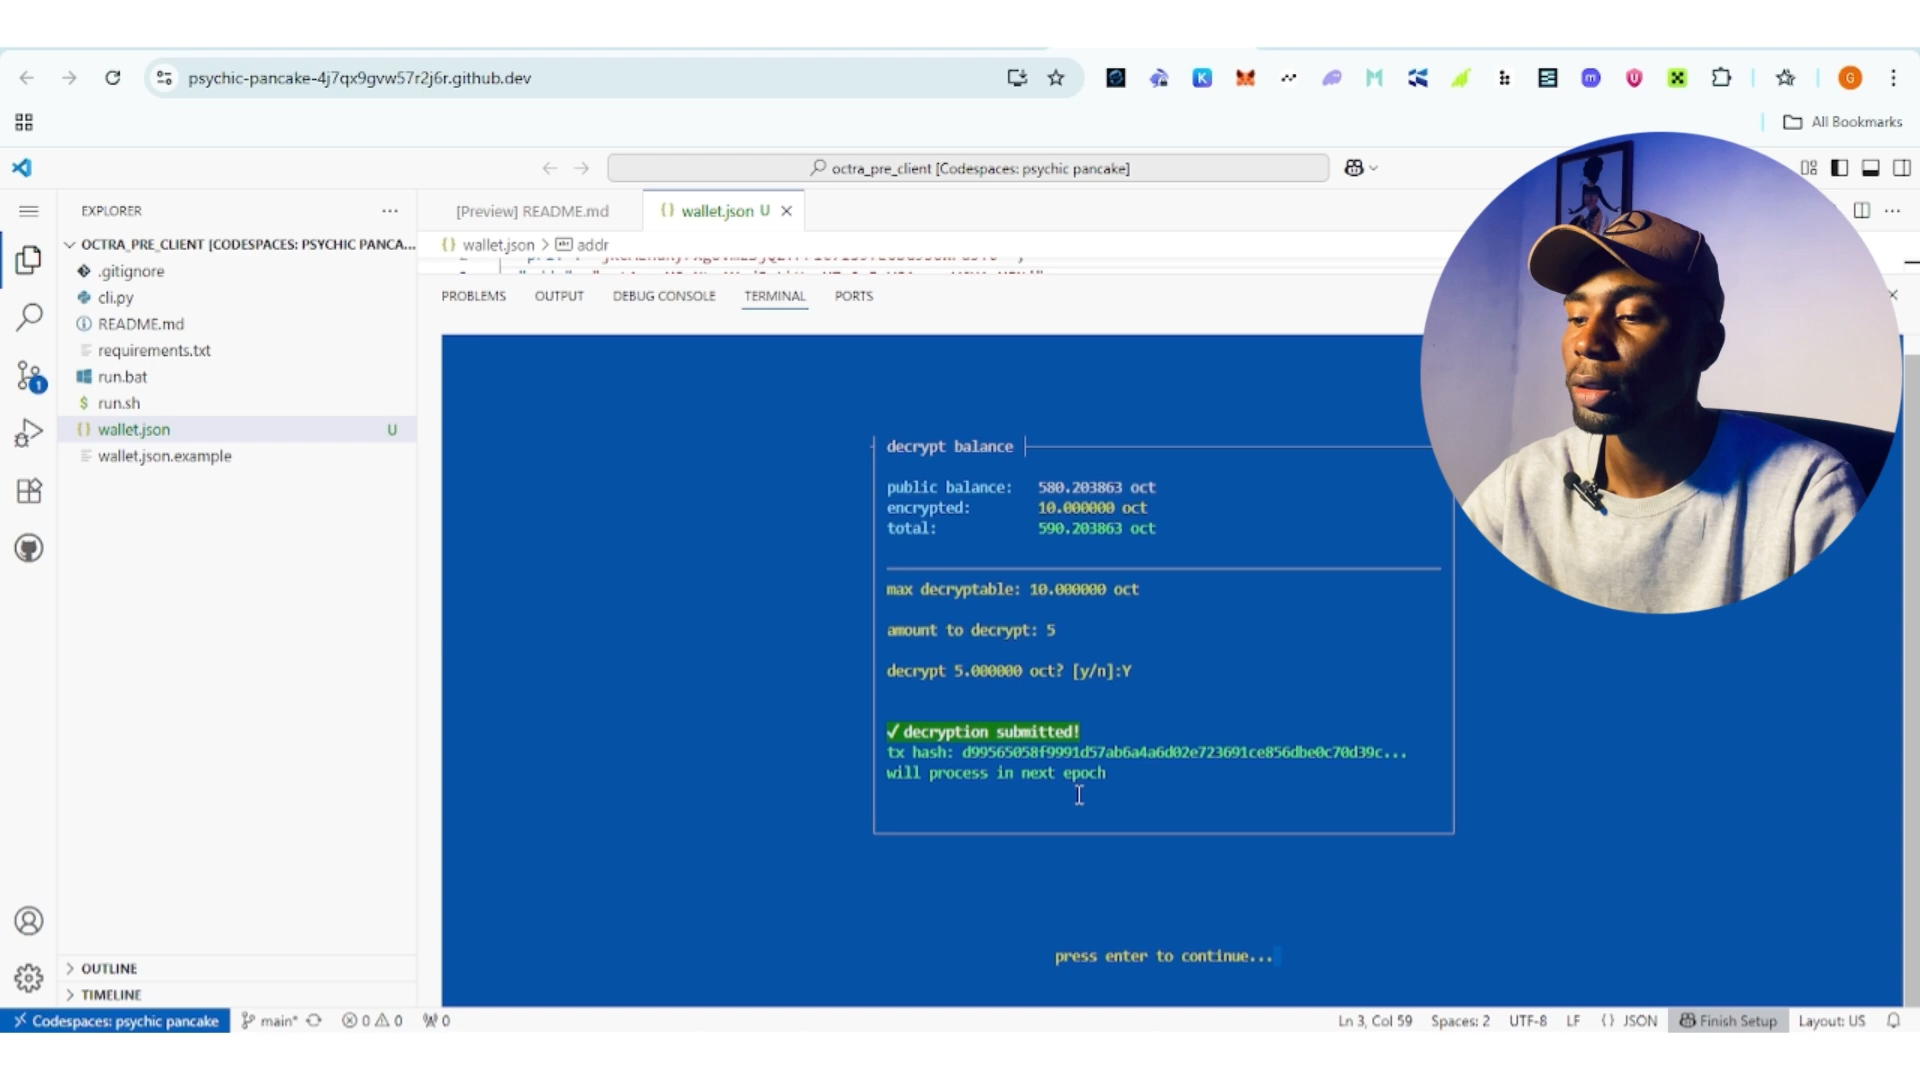 psychic-pancake-4j7qx9gvw57r2j6r.github.dev
G
All Bookmarks
octra_pre_client [Codespaces: psychic pancake]
EXPLORER
[Preview] README.md
wallet.json U
OCTRA_PRE_CLIENT [CODESPACES: PSYCHIC PANCA...
wallet.json > addr
.gitignore
cli.py
README.md
requirements.txt
run.bat
run.sh
wallet.json U
wallet.json.example
PROBLEMS OUTPUT DEBUG CONSOLE TERMINAL PORTS
1
decrypt balance
public balance: 580.203863 oct
encrypted: 10.000000 oct
total: 590.203863 oct
max decryptable: 10.000000 oct
amount to decrypt: 5
decrypt 5.000000 oct? [y/n]:Y
✓ decryption submitted!
tx hash: d99565058f9991d57ab6a4a6d02e723691ce856dbe0c70d39c...
will process in next epoch
press enter to continue...
OUTLINE
TIMELINE
Codespaces: psychic pancake main* 0 0 0 Ln 3, Col 59 Spaces: 2 UTF-8 LF {} JSON Finish Setup Layout: US